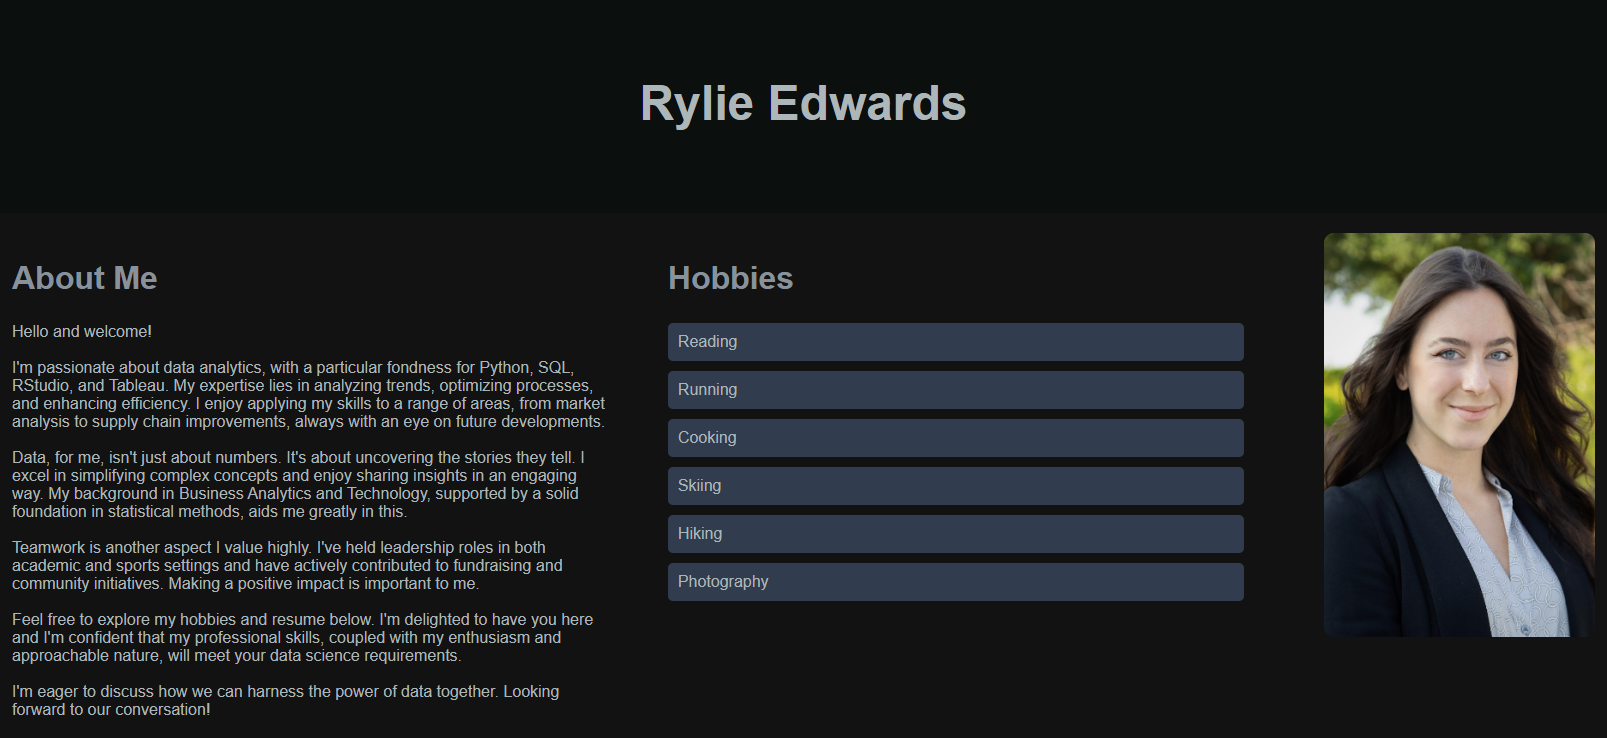 Rylie Edwards
About Me
Hello and welcome!
I'm passionate about data analytics, with a particular fondness for Python, SQL,
RStudio, and Tableau. My expertise lies in analyzing trends, optimizing processes,
and enhancing efficiency. I enjoy applying my skills to a range of areas, from market
analysis to supply chain improvements, always with an eye on future developments.
Data, for me, isn't just about numbers. It's about uncovering the stories they tell. I
excel in simplifying complex concepts and enjoy sharing insights in an engaging
way. My background in Business Analytics and Technology, supported by a solid
foundation in statistical methods, aids me greatly in this.
Teamwork is another aspect I value highly. I've held leadership roles in both
academic and sports settings and have actively contributed to fundraising and
community initiatives. Making a positive impact is important to me.
Feel free to explore my hobbies and resume below. I'm delighted to have you here
and I'm confident that my professional skills, coupled with my enthusiasm and
approachable nature, will meet your data science requirements.
I'm eager to discuss how we can harness the power of data together. Looking
forward to our conversation!
Hobbies
Reading
Running
Cooking
Skiing
Hiking
Photography